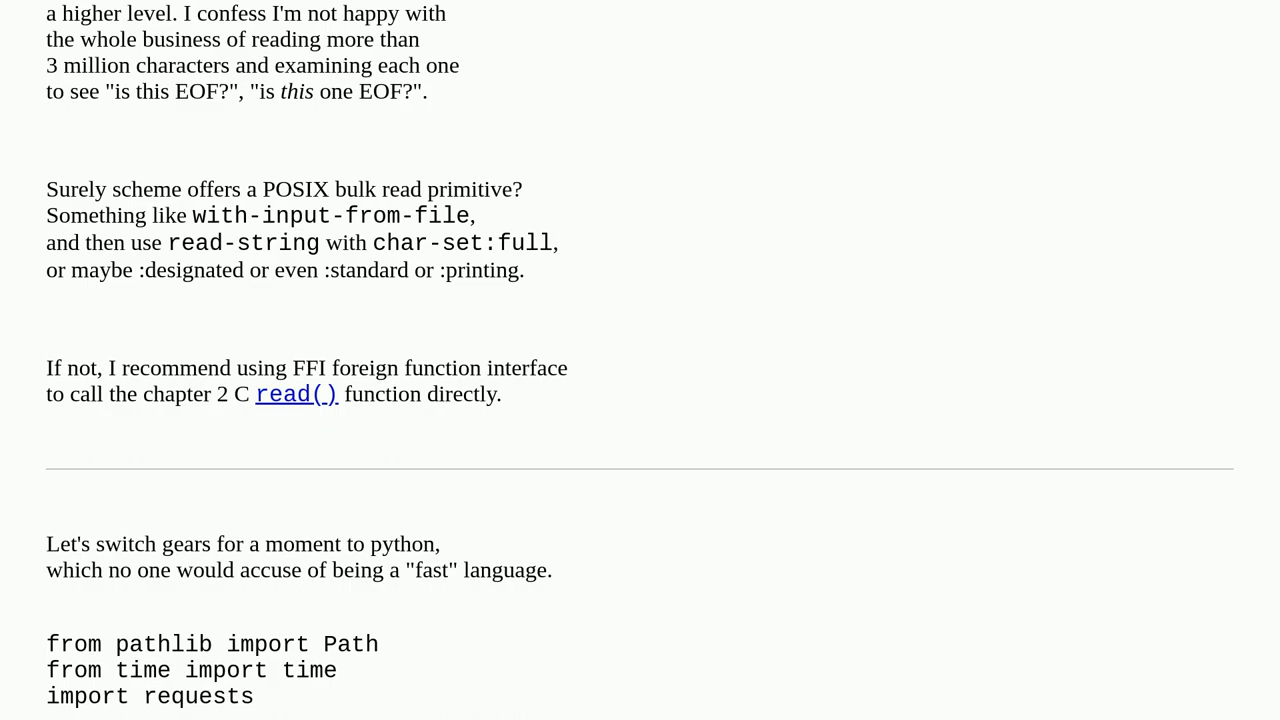 a higher level. I confess I'm not happy with
the whole business of reading more than
3 million characters and examining each one
to see "is this EOF?", "is this one EOF?".
Surely scheme offers a POSIX bulk read primitive?
Something like with-input-from-file,
and then use read-string with char-set:full,
or maybe :designated or even :standard or :printing.
If not, I recommend using FFI foreign function interface
to call the chapter 2 C read() function directly.
Let's switch gears for a moment to python,
which no one would accuse of being a "fast" language.
from pathlib import Path
from time import time
import requests